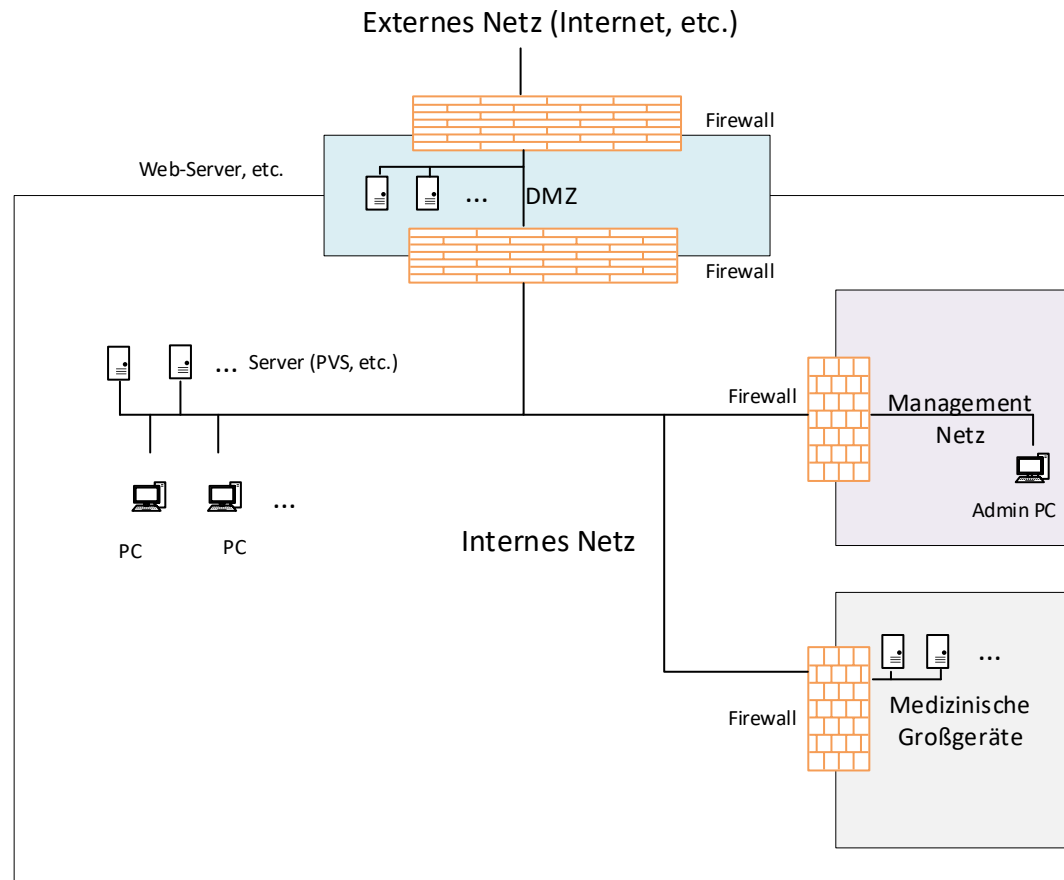 Externes Netz (Internet, etc.)
Firewall
Web-Server, etc.
... DMZ
Firewall
... Server (PVS, etc.)
Firewall
Management
Netz
...
Admin PC
PC
PC
Internes Netz
...
Medizinische
Großgeräte
Firewall